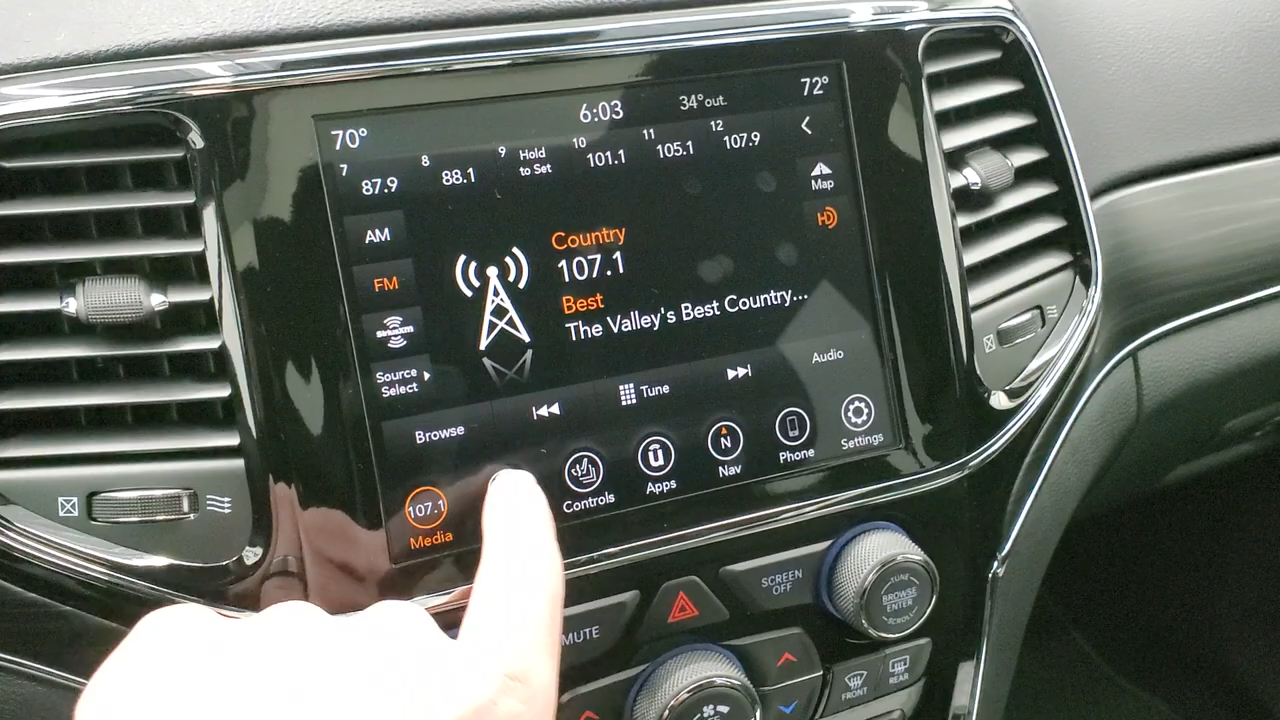 70°
6:03
34°out.
72°
7
87.9
8
88.1
9
Hold
to Set
10
101.1
11
105.1
12
107.9
Map
AM
FM
SiriusXM
Source
Select
HD
Country
107.1
Best
The Valley's Best Country...
Browse
Tune
Audio
107.1
Media
Controls
Apps
N
Nav
Phone
Settings
SCREEN
OFF
MUTE
TUNE
BROWSE
ENTER
SCROLL
FRONT
REAR